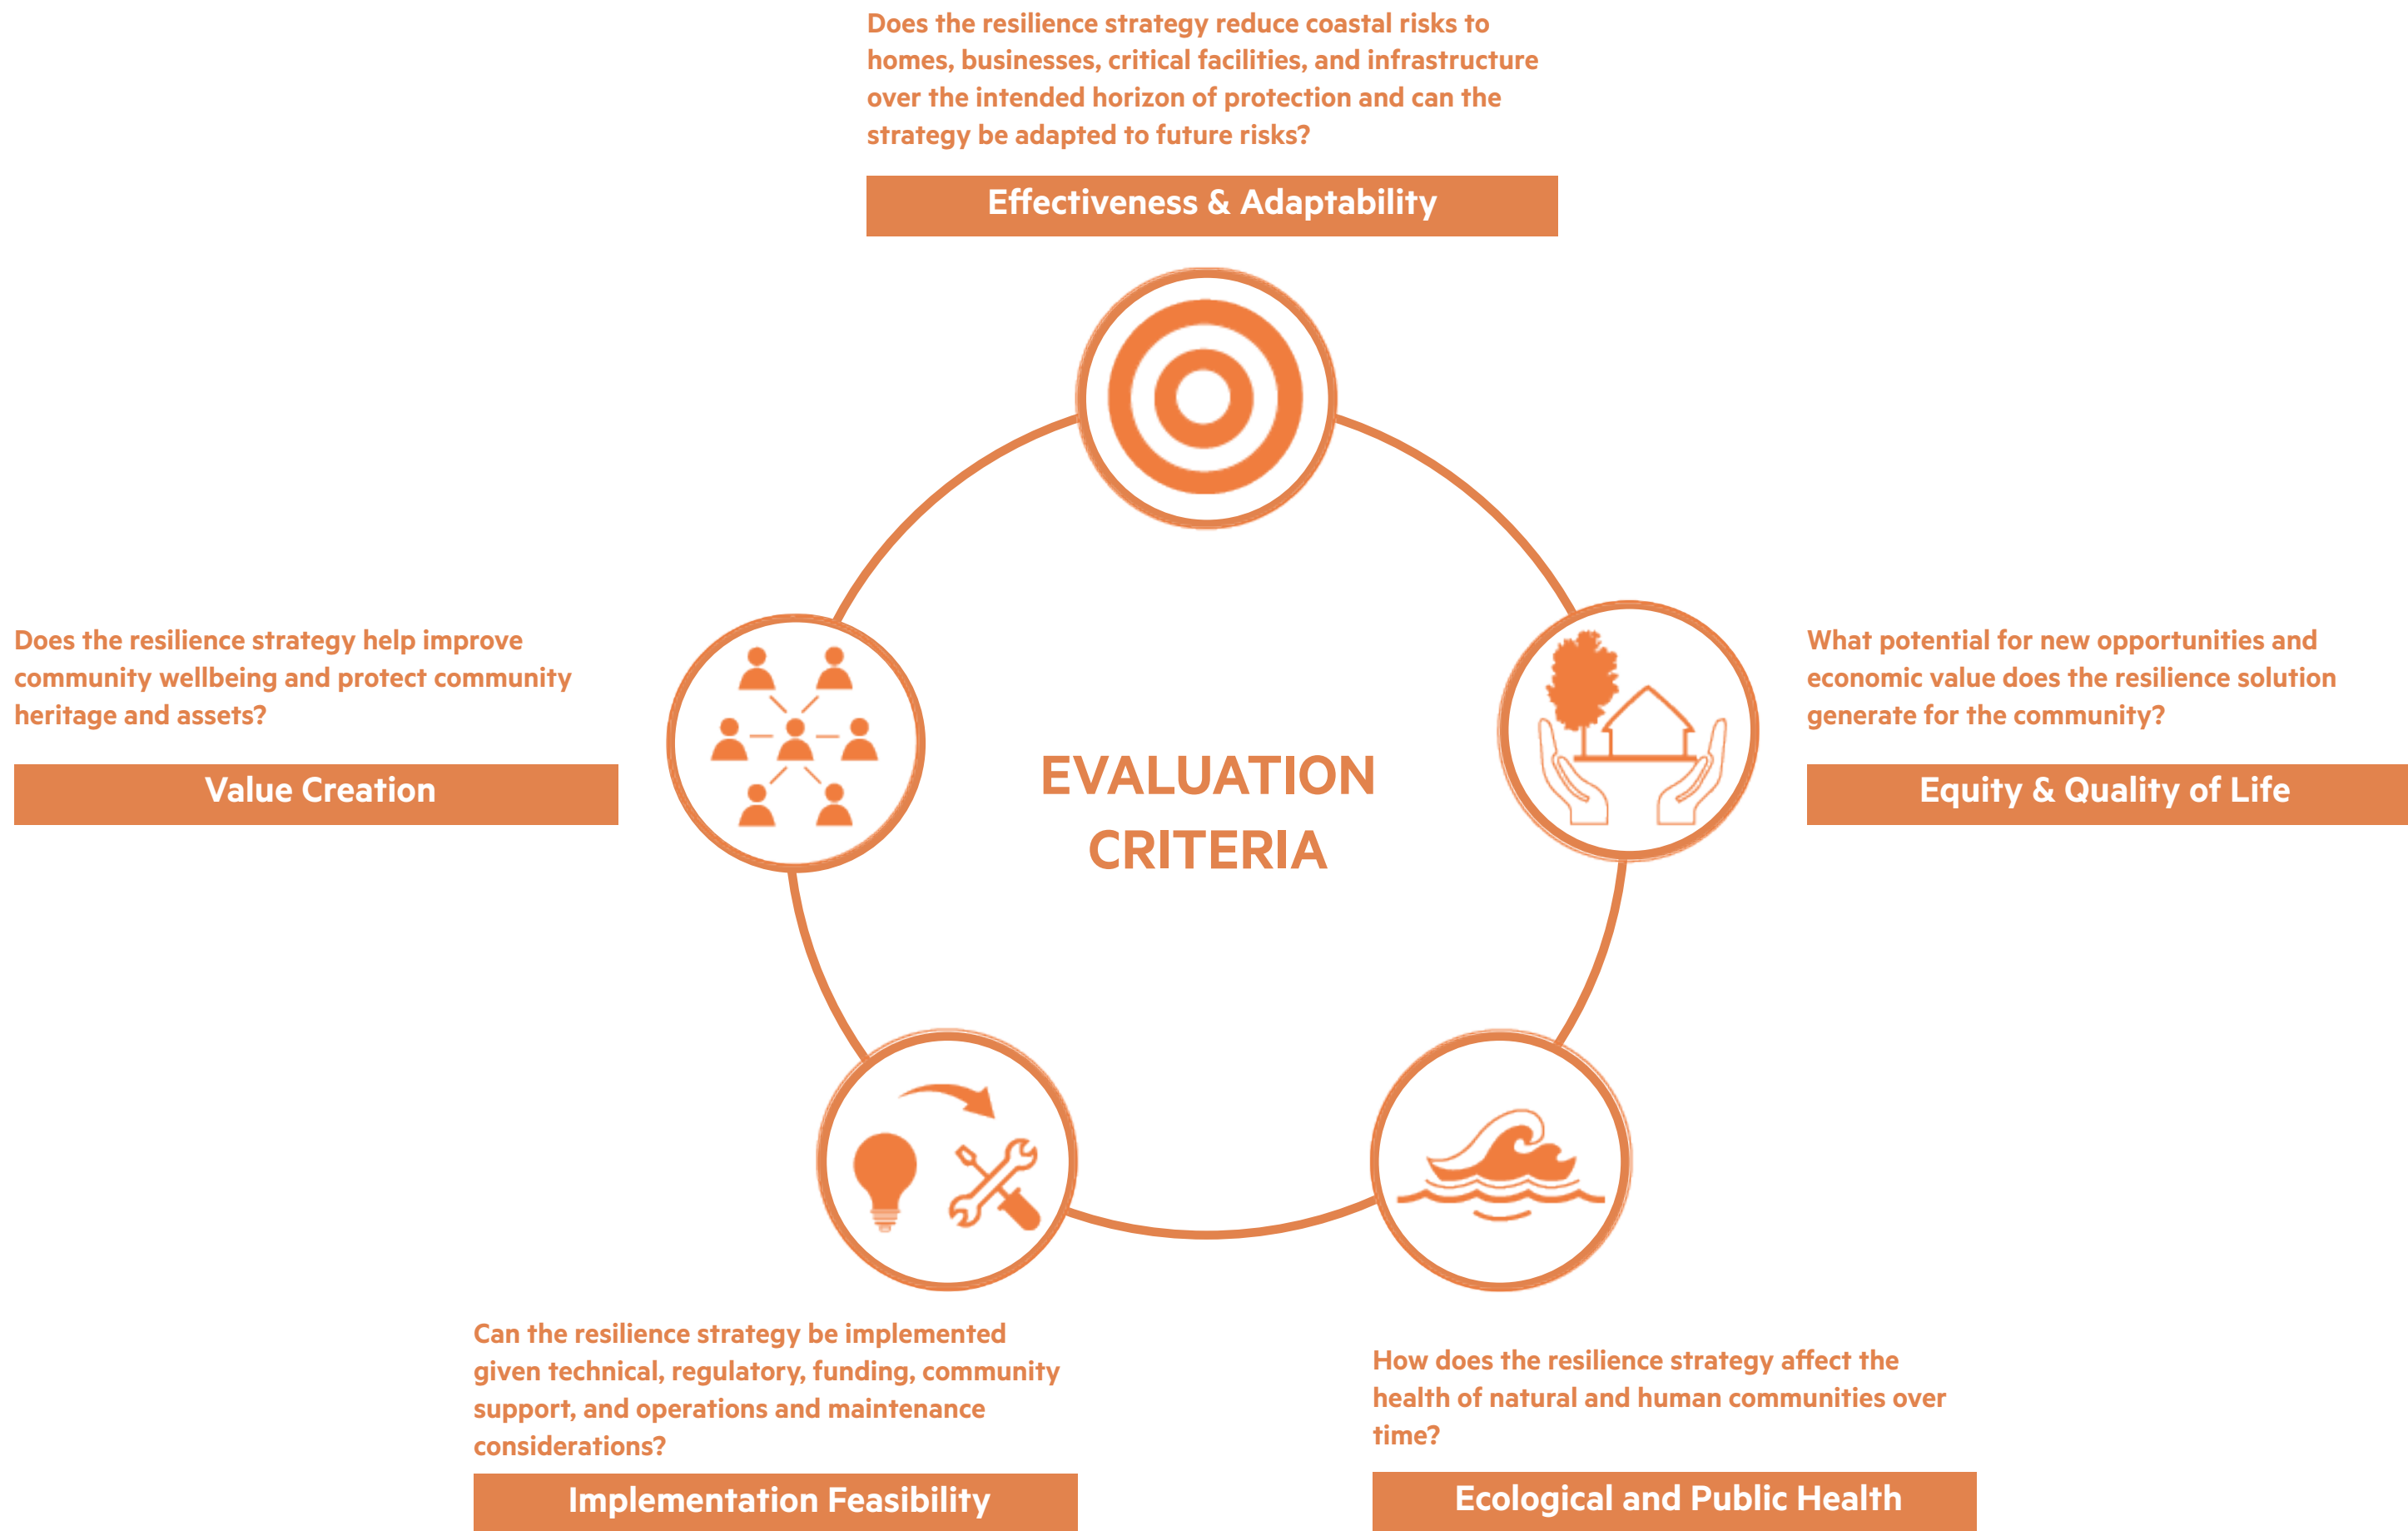 Does the resilience strategy reduce coastal risks to
homes, businesses, critical facilities, and infrastructure
over the intended horizon of protection and can the
strategy be adapted to future risks?
Effectiveness & Adaptability
Does the resilience strategy help improve
community wellbeing and protect community
heritage and assets?
Value Creation
EVALUATION
CRITERIA
What potential for new opportunities and
economic value does the resilience solution
generate for the community?
Equity & Quality of Life
Can the resilience strategy be implemented
given technical, regulatory, funding, community
support, and operations and maintenance
considerations?
Implementation Feasibility
How does the resilience strategy affect the
health of natural and human communities over
time?
Ecological and Public Health